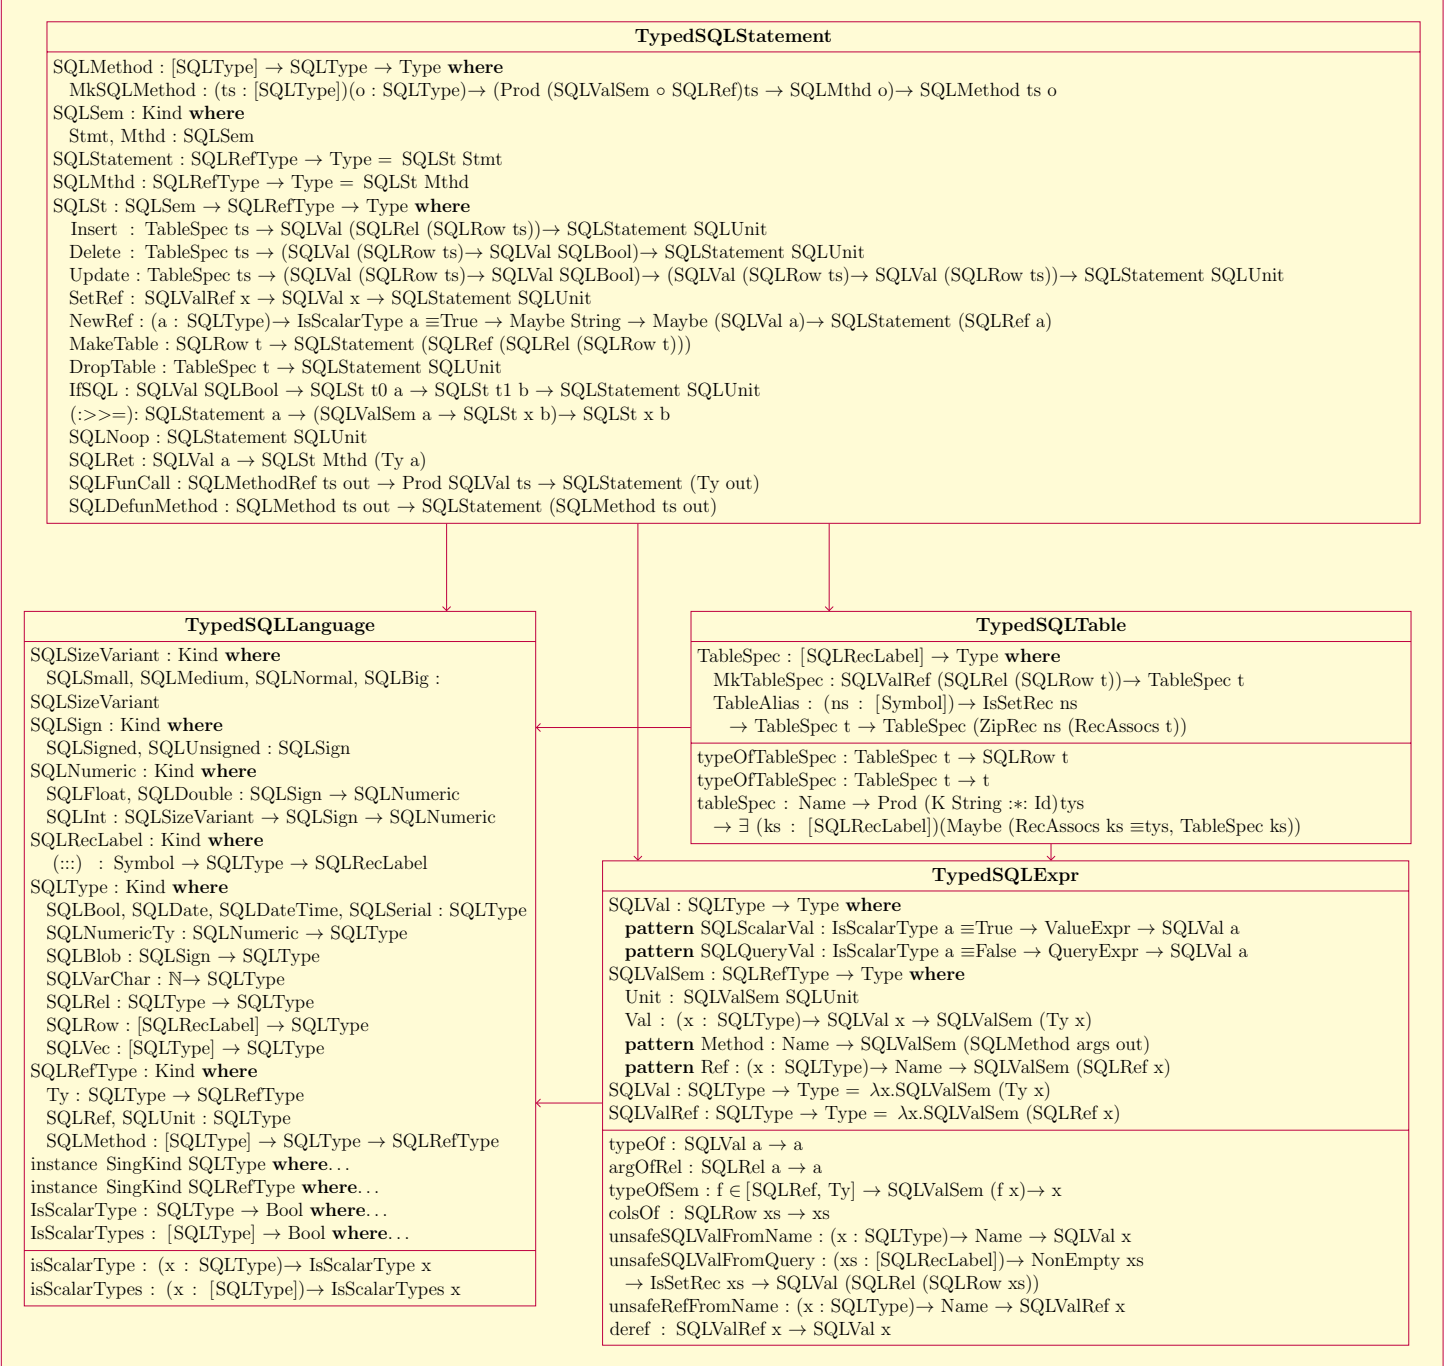 TypedSQLStatement
SQLMethod : [SQLType] → SQLType → Type where
MkSQLMethod : (ts : [SQLType])(o : SQLType)→ (Prod (SQLValSem ∘ SQLRef)ts → SQLMthd o)→ SQLMethod ts o
SQLSem : Kind where
Stmt, Mthd : SQLSem
SQLStatement : SQLRefType → Type = SQLSt Stmt
SQLMthd : SQLRefType → Type = SQLSt Mthd
SQLSt : SQLSem → SQLRefType → Type where
Insert : TableSpec ts → SQLVal (SQLRel (SQLRow ts))→ SQLStatement SQLUnit
Delete : TableSpec ts → (SQLVal (SQLRow ts)→ SQLVal SQLBool)→ SQLStatement SQLUnit
Update : TableSpec ts → (SQLVal (SQLRow ts)→ SQLVal SQLBool)→ (SQLVal (SQLRow ts)→ SQLVal (SQLRow ts))→ SQLStatement SQLUnit
SetRef : SQLValRef x → SQLVal x → SQLStatement SQLUnit
NewRef : (a : SQLType)→ IsScalarType a ≡True → Maybe String → Maybe (SQLVal a)→ SQLStatement (SQLRef a)
MakeTable : SQLRow t → SQLStatement (SQLRef (SQLRel (SQLRow t)))
DropTable : TableSpec t → SQLStatement SQLUnit
IfSQL : SQLVal SQLBool → SQLSt t0 a → SQLSt t1 b → SQLStatement SQLUnit
(:>>=): SQLStatement a → (SQLValSem a → SQLSt x b)→ SQLSt x b
SQLNoop : SQLStatement SQLUnit
SQLRet : SQLVal a → SQLSt Mthd (Ty a)
SQLFunCall : SQLMethodRef ts out → Prod SQLVal ts → SQLStatement (Ty out)
SQLDefunMethod : SQLMethod ts out → SQLStatement (SQLMethod ts out)
TypedSQLLanguage
SQLSizeVariant : Kind where
SQLSmall, SQLMedium, SQLNormal, SQLBig :
SQLSizeVariant
SQLSign : Kind where
SQLSigned, SQLUnsigned : SQLSign
SQLNumeric : Kind where
SQLFloat, SQLDouble : SQLSign → SQLNumeric
SQLInt : SQLSizeVariant → SQLSign → SQLNumeric
SQLRecLabel : Kind where
(:::) : Symbol → SQLType → SQLRecLabel
SQLType : Kind where
SQLBool, SQLDate, SQLDateTime, SQLSerial : SQLType
SQLNumericTy : SQLNumeric → SQLType
SQLBlob : SQLSign → SQLType
SQLVarChar : ℕ→ SQLType
SQLRel : SQLType → SQLType
SQLRow : [SQLRecLabel] → SQLType
SQLVec : [SQLType] → SQLType
SQLRefType : Kind where
Ty : SQLType → SQLRefType
SQLRef, SQLUnit : SQLType
SQLMethod : [SQLType] → SQLType → SQLRefType
instance SingKind SQLType where...
instance SingKind SQLRefType where...
IsScalarType : SQLType → Bool where...
IsScalarTypes : [SQLType] → Bool where...
isScalarType : (x : SQLType)→ IsScalarType x
isScalarTypes : (x : [SQLType])→ IsScalarTypes x
TypedSQLTable
TableSpec : [SQLRecLabel] → Type where
MkTableSpec : SQLValRef (SQLRel (SQLRow t))→ TableSpec t
TableAlias : (ns : [Symbol])→ IsSetRec ns
→ TableSpec t → TableSpec (ZipRec ns (RecAssocs t))
typeOfTableSpec : TableSpec t → SQLRow t
typeOfTableSpec : TableSpec t → t
tableSpec : Name → Prod (K String :∗: Id)tys
→ ∃ (ks : [SQLRecLabel])(Maybe (RecAssocs ks ≡tys, TableSpec ks))
TypedSQLExpr
SQLVal : SQLType → Type where
pattern SQLScalarVal : IsScalarType a ≡True → ValueExpr → SQLVal a
pattern SQLQueryVal : IsScalarType a ≡False → QueryExpr → SQLVal a
SQLValSem : SQLRefType → Type where
Unit : SQLValSem SQLUnit
Val : (x : SQLType)→ SQLVal x → SQLValSem (Ty x)
pattern Method : Name → SQLValSem (SQLMethod args out)
pattern Ref : (x : SQLType)→ Name → SQLValSem (SQLRef x)
SQLVal : SQLType → Type = λx.SQLValSem (Ty x)
SQLValRef : SQLType → Type = λx.SQLValSem (SQLRef x)
typeOf : SQLVal a → a
argOfRel : SQLRel a → a
typeOfSem : f ∈ [SQLRef, Ty] → SQLValSem (f x)→ x
colsOf : SQLRow xs → xs
unsafeSQLValFromName : (x : SQLType)→ Name → SQLVal x
unsafeSQLValFromQuery : (xs : [SQLRecLabel])→ NonEmpty xs
→ IsSetRec xs → SQLVal (SQLRel (SQLRow xs))
unsafeRefFromName : (x : SQLType)→ Name → SQLValRef x
deref : SQLValRef x → SQLVal x